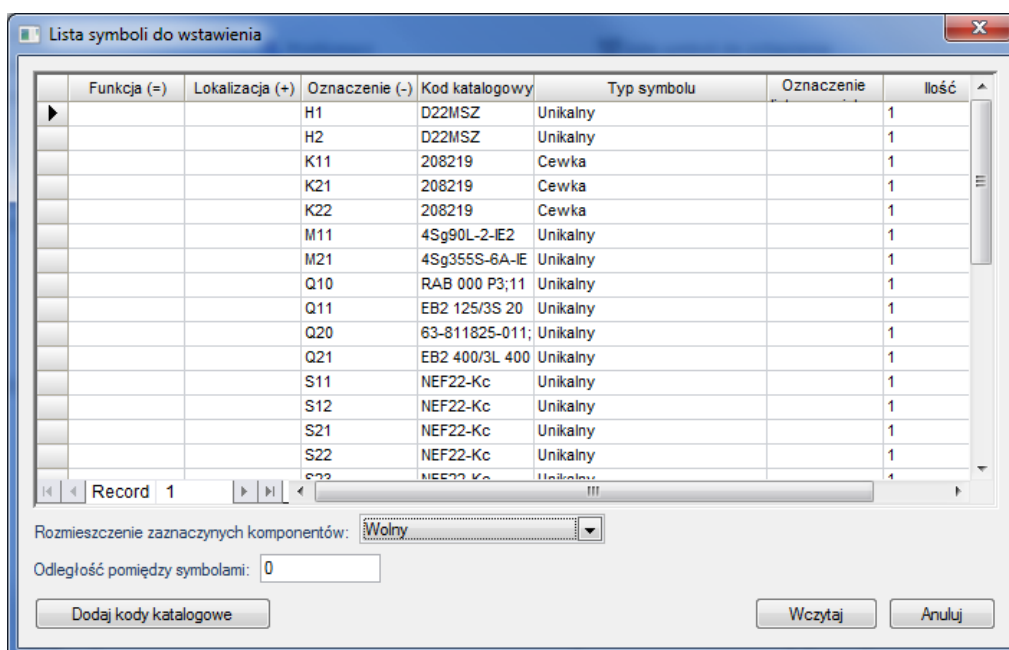 Lista symboli do wstawienia
Funkcja (=) Lokalizacja (+) Oznaczenie (-) Kod katalogowy Typ symbolu Oznaczenie Ilość
H1 D22MSZ Unikalny 1
H2 D22MSZ Unikalny 1
K11 208219 Cewka 1
K21 208219 Cewka 1
K22 208219 Cewka 1
M11 4Sg90L-2-IE2 Unikalny 1
M21 4Sg355S-6A-IE Unikalny 1
Q10 RAB 000 P3;11 Unikalny 1
Q11 EB2 125/3S 20 Unikalny 1
Q20 63-811825-011; Unikalny 1
Q21 EB2 400/3L 400 Unikalny 1
S11 NEF22-Kc Unikalny 1
S12 NEF22-Kc Unikalny 1
S21 NEF22-Kc Unikalny 1
S22 NEF22-Kc Unikalny 1
S23 NEF22-Kc Unikalny 1
Record 1
Rozmieszczenie zaznaczynych komponentów: Wolny
Odległość pomiędzy symbolami: 0
Dodaj kody katalogowe Wczytaj Anuluj